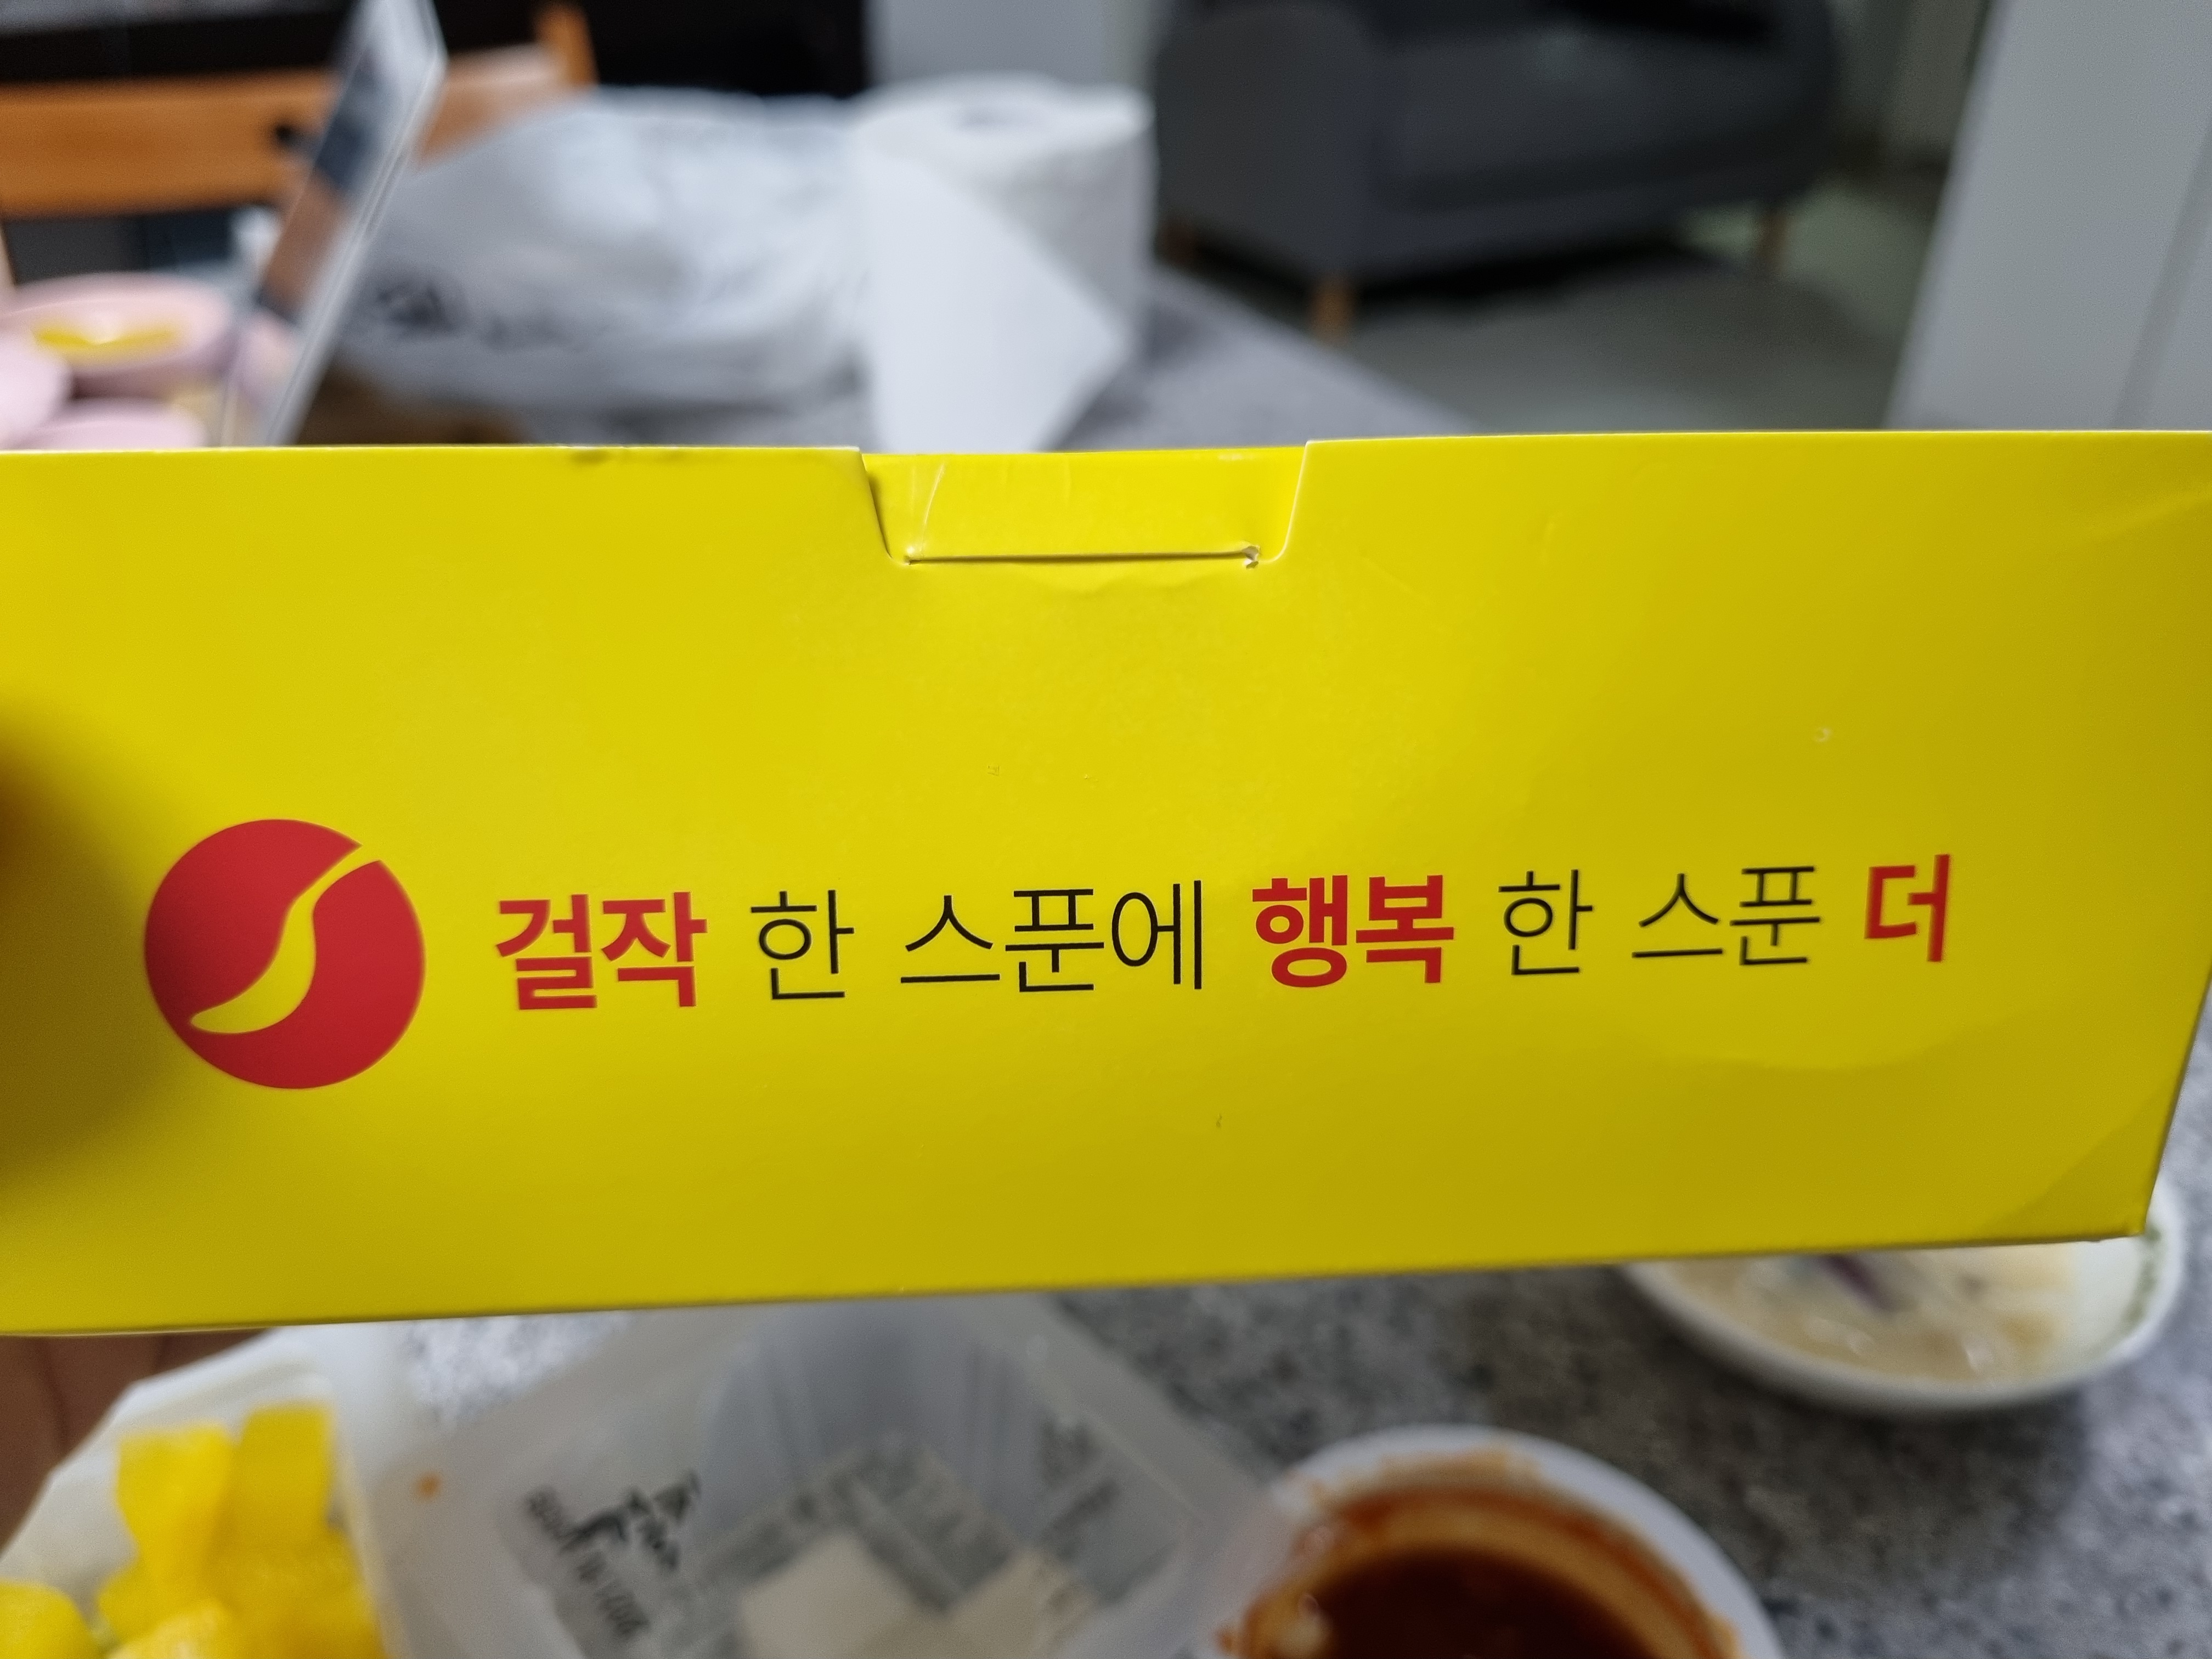 걸작 한 스푼에 행복 한 스푼 더